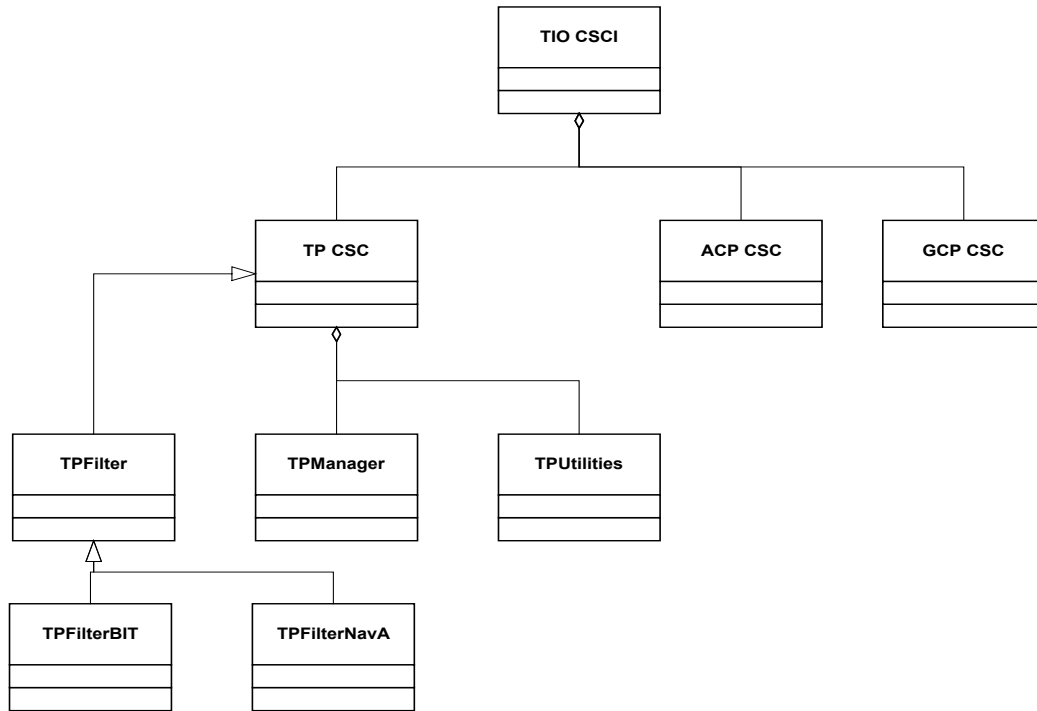 TIO CSCI
TP CSC
ACP CSC
GCP CSC
TPFilter
TPManager
TPUtilities
TPFilterBIT
TPFilterNavA